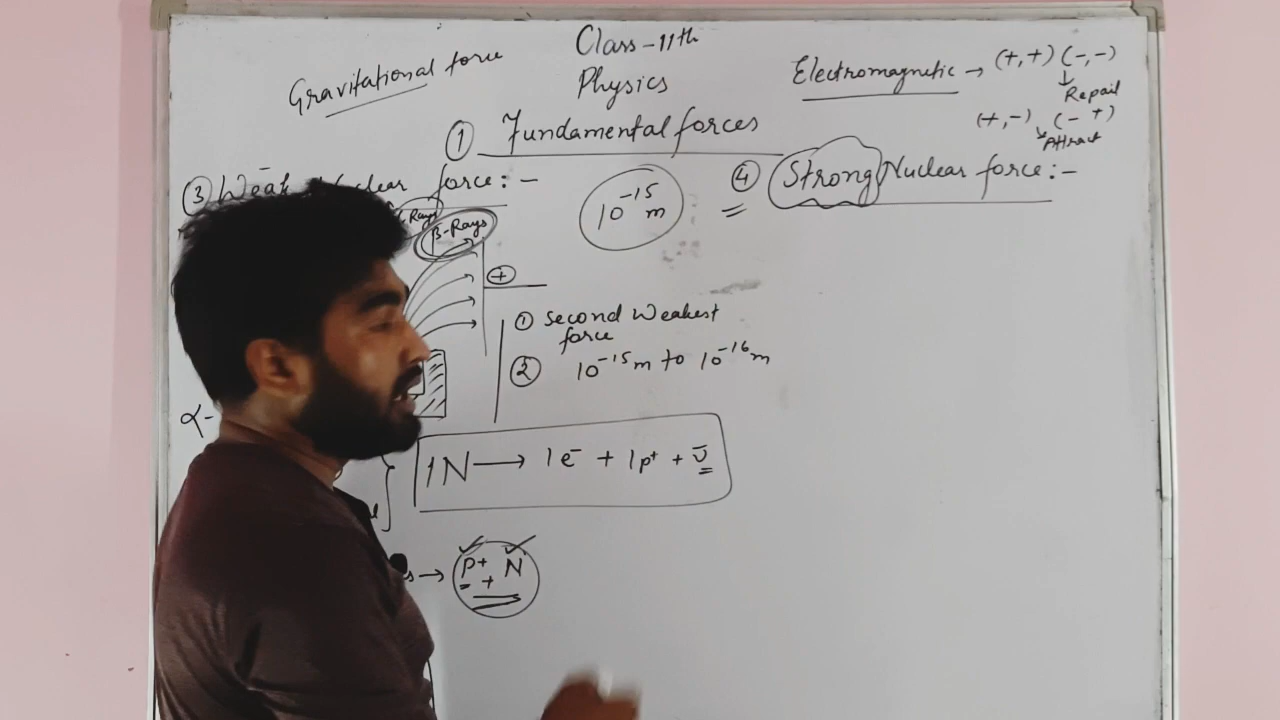 Class-11th
Physics
Gravitational force
Electromagnetic → (+,+) (-,-)
Repail
(+,-) (- +)
Attract
① Fundamental forces
③ Weak Nuclear force:-
④ Strong Nuclear force:-
10⁻¹⁵ m
Rays
β-Rays
+
① Second Weakest
force
② 10⁻¹⁵m to 10⁻¹⁶m
α-
1N → 1e⁻ + 1p⁺ + ν̄
s → P⁺ + N